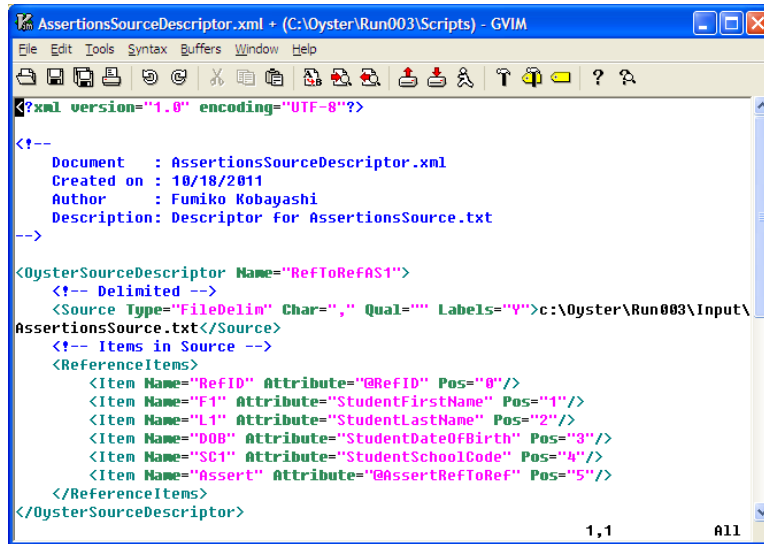 AssertionsSourceDescriptor.xml + (C:\Oyster\Run003\Scripts) - GVIM
File Edit Tools Syntax Buffers Window Help
<?xml version="1.0" encoding="UTF-8"?>
<!--
Document : AssertionsSourceDescriptor.xml
Created on : 10/18/2011
Author : Fumiko Kobayashi
Description: Descriptor for AssertionsSource.txt
-->
<OysterSourceDescriptor Name="RefToRefAS1">
<!-- Delimited -->
<Source Type="FileDelim" Char="," Qual="" Labels="Y">c:\Oyster\Run003\Input\
AssertionsSource.txt</Source>
<!-- Items in Source -->
<ReferenceItems>
<Item Name="RefID" Attribute="@RefID" Pos="0"/>
<Item Name="F1" Attribute="StudentFirstName" Pos="1"/>
<Item Name="L1" Attribute="StudentLastName" Pos="2"/>
<Item Name="DOB" Attribute="StudentDateOfBirth" Pos="3"/>
<Item Name="SC1" Attribute="StudentSchoolCode" Pos="4"/>
<Item Name="Assert" Attribute="@AssertRefToRef" Pos="5"/>
</ReferenceItems>
</OysterSourceDescriptor>
1,1 All